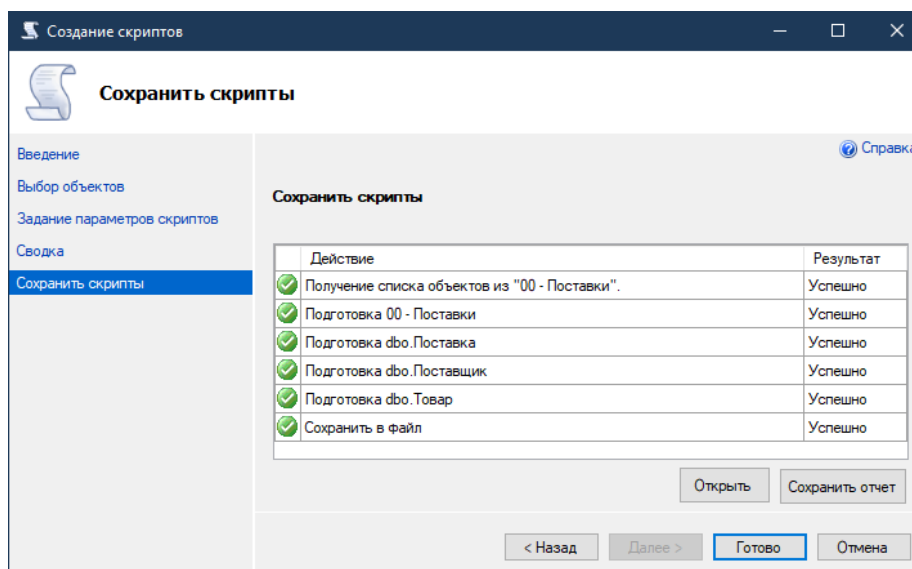 Создание скриптов
Сохранить скрипты
Введение
Выбор объектов
Задание параметров скриптов
Сводка
Сохранить скрипты
Справка
Сохранить скрипты
Действие Результат
Получение списка объектов из "00 - Поставки". Успешно
Подготовка 00 - Поставки Успешно
Подготовка dbo.Поставка Успешно
Подготовка dbo.Поставщик Успешно
Подготовка dbo.Товар Успешно
Сохранить в файл Успешно
Открыть Сохранить отчет
< Назад Далее > Готово Отмена